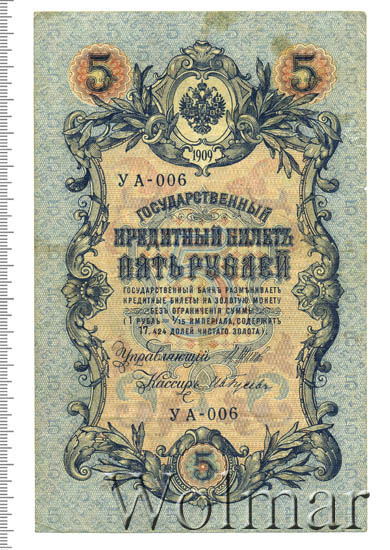 5 5
1909
УА-006
ГОСУДАРСТВЕННЫЙ
КРЕДИТНЫЙ БИЛЕТЪ
ПЯТЬ РУБЛЕЙ
ГОСУДАРСТВЕННЫЙ БАНКЪ РАЗМѢНИВАЕТЪ
КРЕДИТНЫЕ БИЛЕТЫ НА ЗОЛОТУЮ МОНЕТУ
БЕЗЪ ОГРАНИЧЕНІЯ СУММЫ
(1 РУБЛЬ = 1/15 ИМПЕРІАЛА, СОДЕРЖИТЪ
17,424 ДОЛЕЙ ЧИСТАГО ЗОЛОТА)
Управляющій
Кассиръ
УА-006
5
Wolmar